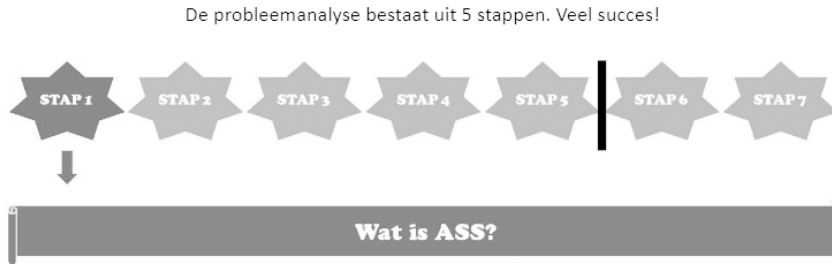 De probleemanalyse bestaat uit 5 stappen. Veel succes!
STAP 1 STAP 2 STAP 3 STAP 4 STAP 5 STAP 6 STAP 7
Wat is ASS?